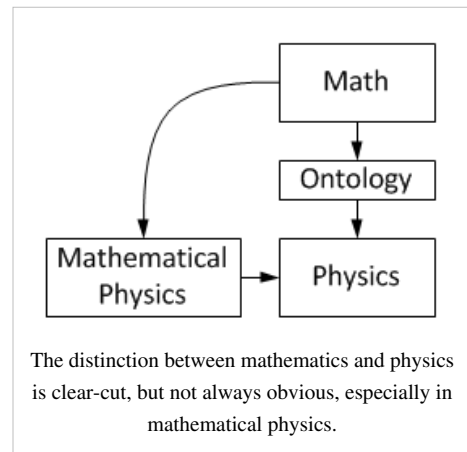 Math
Ontology
Mathematical
Physics
Physics
The distinction between mathematics and physics
is clear-cut, but not always obvious, especially in
mathematical physics.